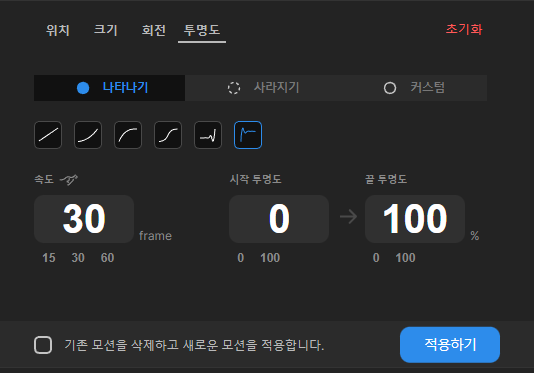 위치 크기 회전 투명도 초기화
나타나기 사라지기 커스텀
속도 시작 투명도 끝 투명도
30 frame 0 100 %
15 30 60 0 100 0 100
기존 모션을 삭제하고 새로운 모션을 적용합니다. 적용하기